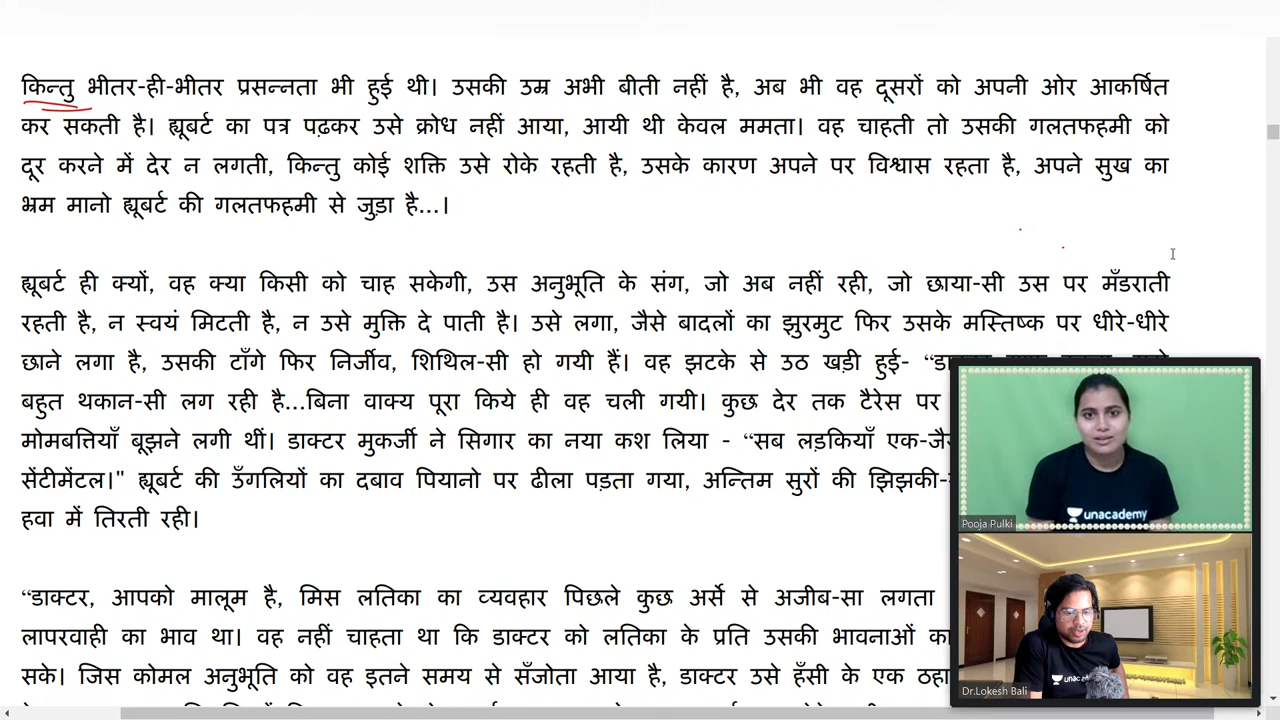 किन्तु भीतर-ही-भीतर प्रसन्नता भी हुई थी। उसकी उम्र अभी बीती नहीं है, अब भी वह दूसरों को अपनी ओर आकर्षित
कर सकती है। ह्यूबर्ट का पत्र पढ़कर उसे क्रोध नहीं आया, आयी थी केवल ममता। वह चाहती तो उसकी गलतफहमी को
दूर करने में देर न लगती, किन्तु कोई शक्ति उसे रोके रहती है, उसके कारण अपने पर विश्वास रहता है, अपने सुख का
भ्रम मानो ह्यूबर्ट की गलतफहमी से जुड़ा है...।
ह्यूबर्ट ही क्यों, वह क्या किसी को चाह सकेगी, उस अनुभूति के संग, जो अब नहीं रही, जो छाया-सी उस पर मँडराती
रहती है, न स्वयं मिटती है, न उसे मुक्ति दे पाती है। उसे लगा, जैसे बादलों का झुरमुट फिर उसके मस्तिष्क पर धीरे-धीरे
छाने लगा है, उसकी टाँगे फिर निर्जीव, शिथिल-सी हो गयी हैं। वह झटके से उठ खड़ी हुई- “
बहुत थकान-सी लग रही है...बिना वाक्य पूरा किये ही वह चली गयी। कुछ देर तक टैरेस पर
मोमबत्तियाँ बूझने लगी थीं। डाक्टर मुकर्जी ने सिगार का नया कश लिया - “सब लड़कियाँ
सेंटीमेंटल।" ह्यूबर्ट की उँगलियों का दबाव पियानो पर ढीला पड़ता गया, अन्तिम सुरों की
हवा में तिरती रही।
“डाक्टर, आपको मालूम है, मिस लतिका का व्यवहार पिछले कुछ अर्से से अजीब-सा लगता
लापरवाही का भाव था। वह नहीं चाहता था कि डाक्टर को लतिका के प्रति उसकी भावनाओं
सके। जिस कोमल अनुभूति को वह इतने समय से सँजोता आया है, डाक्टर उसे हँसी के एक
unacademy
Pooja Pulki
Dr.Lokesh Bali